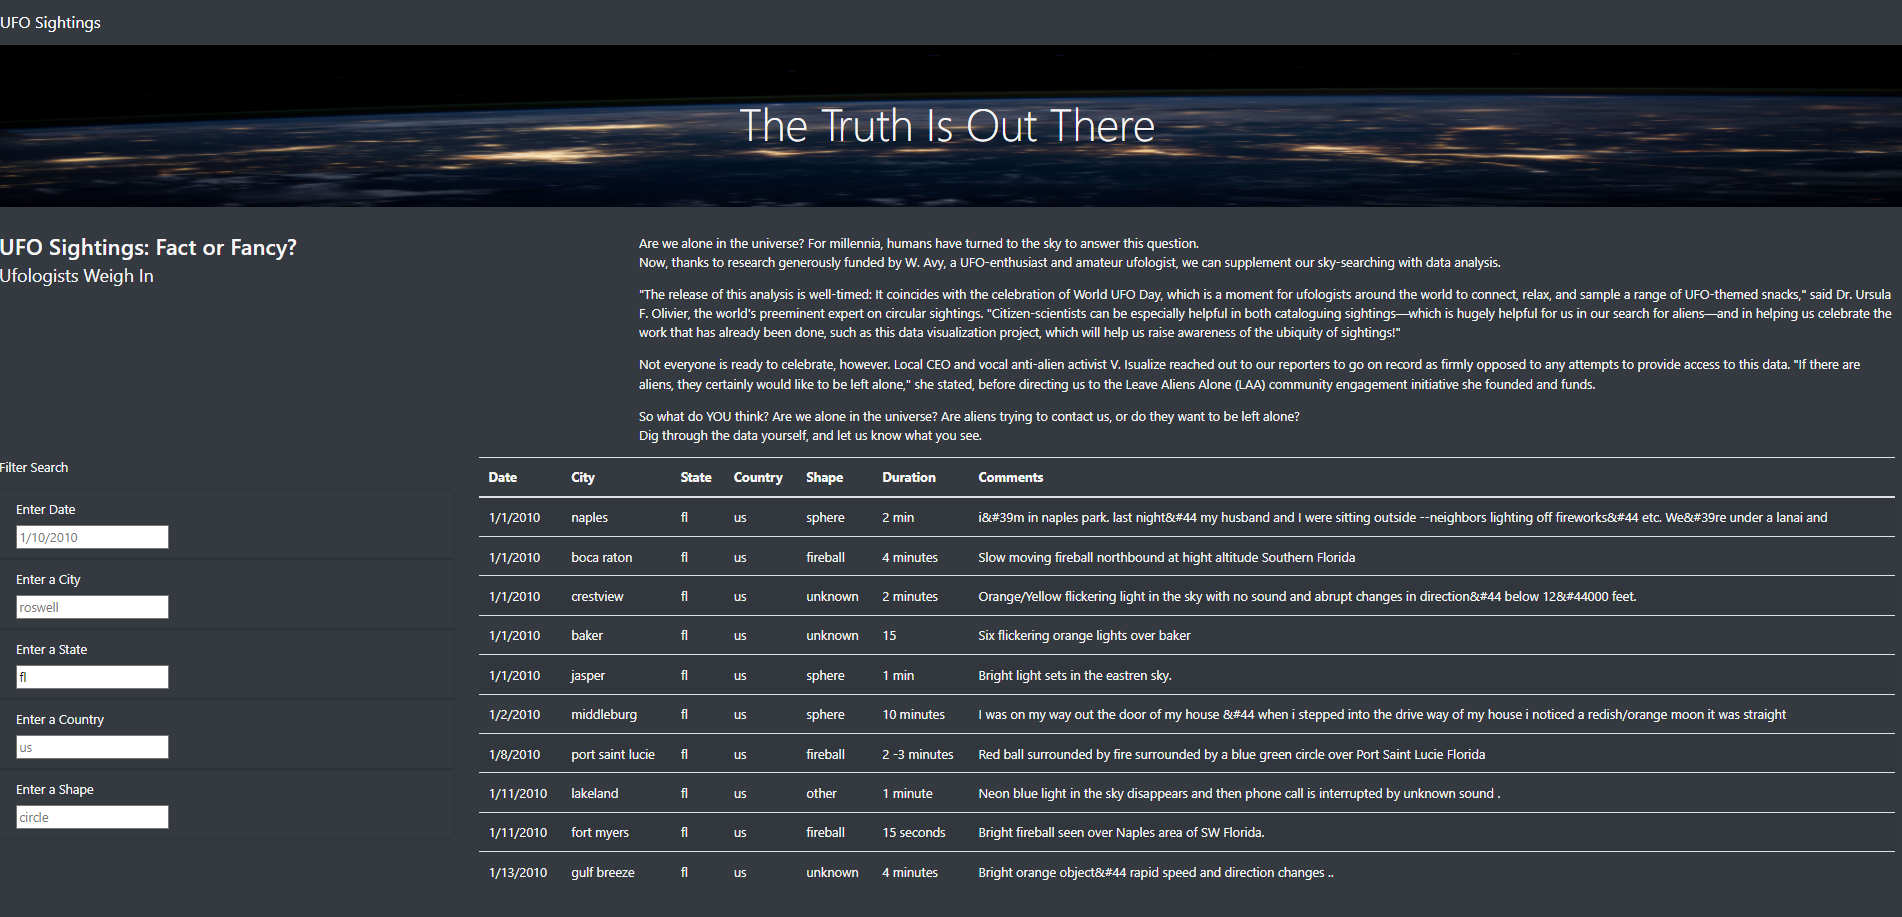 UFO Sightings
The Truth Is Out There
UFO Sightings: Fact or Fancy?
Ufologists Weigh In
Are we alone in the universe? For millennia, humans have turned to the sky to answer this question.
Now, thanks to research generously funded by W. Avy, a UFO-enthusiast and amateur ufologist, we can supplement our sky-searching with data analysis.
"The release of this analysis is well-timed: It coincides with the celebration of World UFO Day, which is a moment for ufologists around the world to connect, relax, and sample a range of UFO-themed snacks," said Dr. Ursula
F. Olivier, the world's preeminent expert on circular sightings. "Citizen-scientists can be especially helpful in both cataloguing sightings—which is hugely helpful for us in our search for aliens—and in helping us celebrate the
work that has already been done, such as this data visualization project, which will help us raise awareness of the ubiquity of sightings!"
Not everyone is ready to celebrate, however. Local CEO and vocal anti-alien activist V. Isualize reached out to our reporters to go on record as firmly opposed to any attempts to provide access to this data. "If there are
aliens, they certainly would like to be left alone," she stated, before directing us to the Leave Aliens Alone (LAA) community engagement initiative she founded and funds.
So what do YOU think? Are we alone in the universe? Are aliens trying to contact us, or do they want to be left alone?
Dig through the data yourself, and let us know what you see.
Filter Search
Enter Date
1/10/2010
Enter a City
roswell
Enter a State
fl
Enter a Country
us
Enter a Shape
circle
Date City State Country Shape Duration Comments
1/1/2010 naples fl us sphere 2 min i&#39m in naples park. last night&#44 my husband and I were sitting outside --neighbors lighting off fireworks&#44 etc. We&#39re under a lanai and
1/1/2010 boca raton fl us fireball 4 minutes Slow moving fireball northbound at hight altitude Southern Florida
1/1/2010 crestview fl us unknown 2 minutes Orange/Yellow flickering light in the sky with no sound and abrupt changes in direction&#44 below 12&#44000 feet.
1/1/2010 baker fl us unknown 15 Six flickering orange lights over baker
1/1/2010 jasper fl us sphere 1 min Bright light sets in the eastren sky.
1/2/2010 middleburg fl us sphere 10 minutes I was on my way out the door of my house &#44 when i stepped into the drive way of my house i noticed a redish/orange moon it was straight
1/8/2010 port saint lucie fl us fireball 2 -3 minutes Red ball surrounded by fire surrounded by a blue green circle over Port Saint Lucie Florida
1/11/2010 lakeland fl us other 1 minute Neon blue light in the sky disappears and then phone call is interrupted by unknown sound .
1/11/2010 fort myers fl us fireball 15 seconds Bright fireball seen over Naples area of SW Florida.
1/13/2010 gulf breeze fl us unknown 4 minutes Bright orange object&#44 rapid speed and direction changes ..